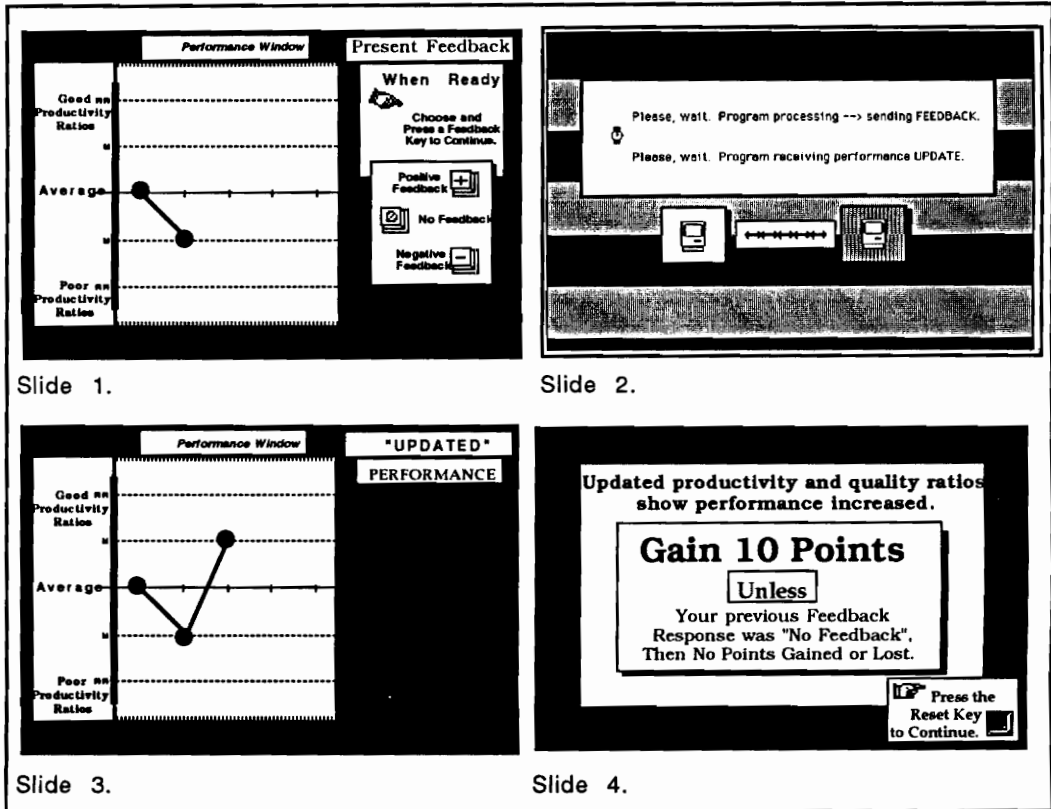 Performance Window
Present Feedback
Good
Productivity
Ratios
Average
Poor
Productivity
Ratios
When Ready
Choose and
Press a Feedback
Key to Continue.
Positive
Feedback
No Feedback
Negative
Feedback
Slide 1.
Please, wait. Program processing --> sending FEEDBACK.
Please, wait. Program receiving performance UPDATE.
Slide 2.
Performance Window
"UPDATED"
PERFORMANCE
Good
Productivity
Ratios
Average
Poor
Productivity
Ratios
Slide 3.
Updated productivity and quality ratios
show performance increased.
Gain 10 Points
Unless
Your previous Feedback
Response was "No Feedback",
Then No Points Gained or Lost.
Press the
Reset Key
to Continue.
Slide 4.